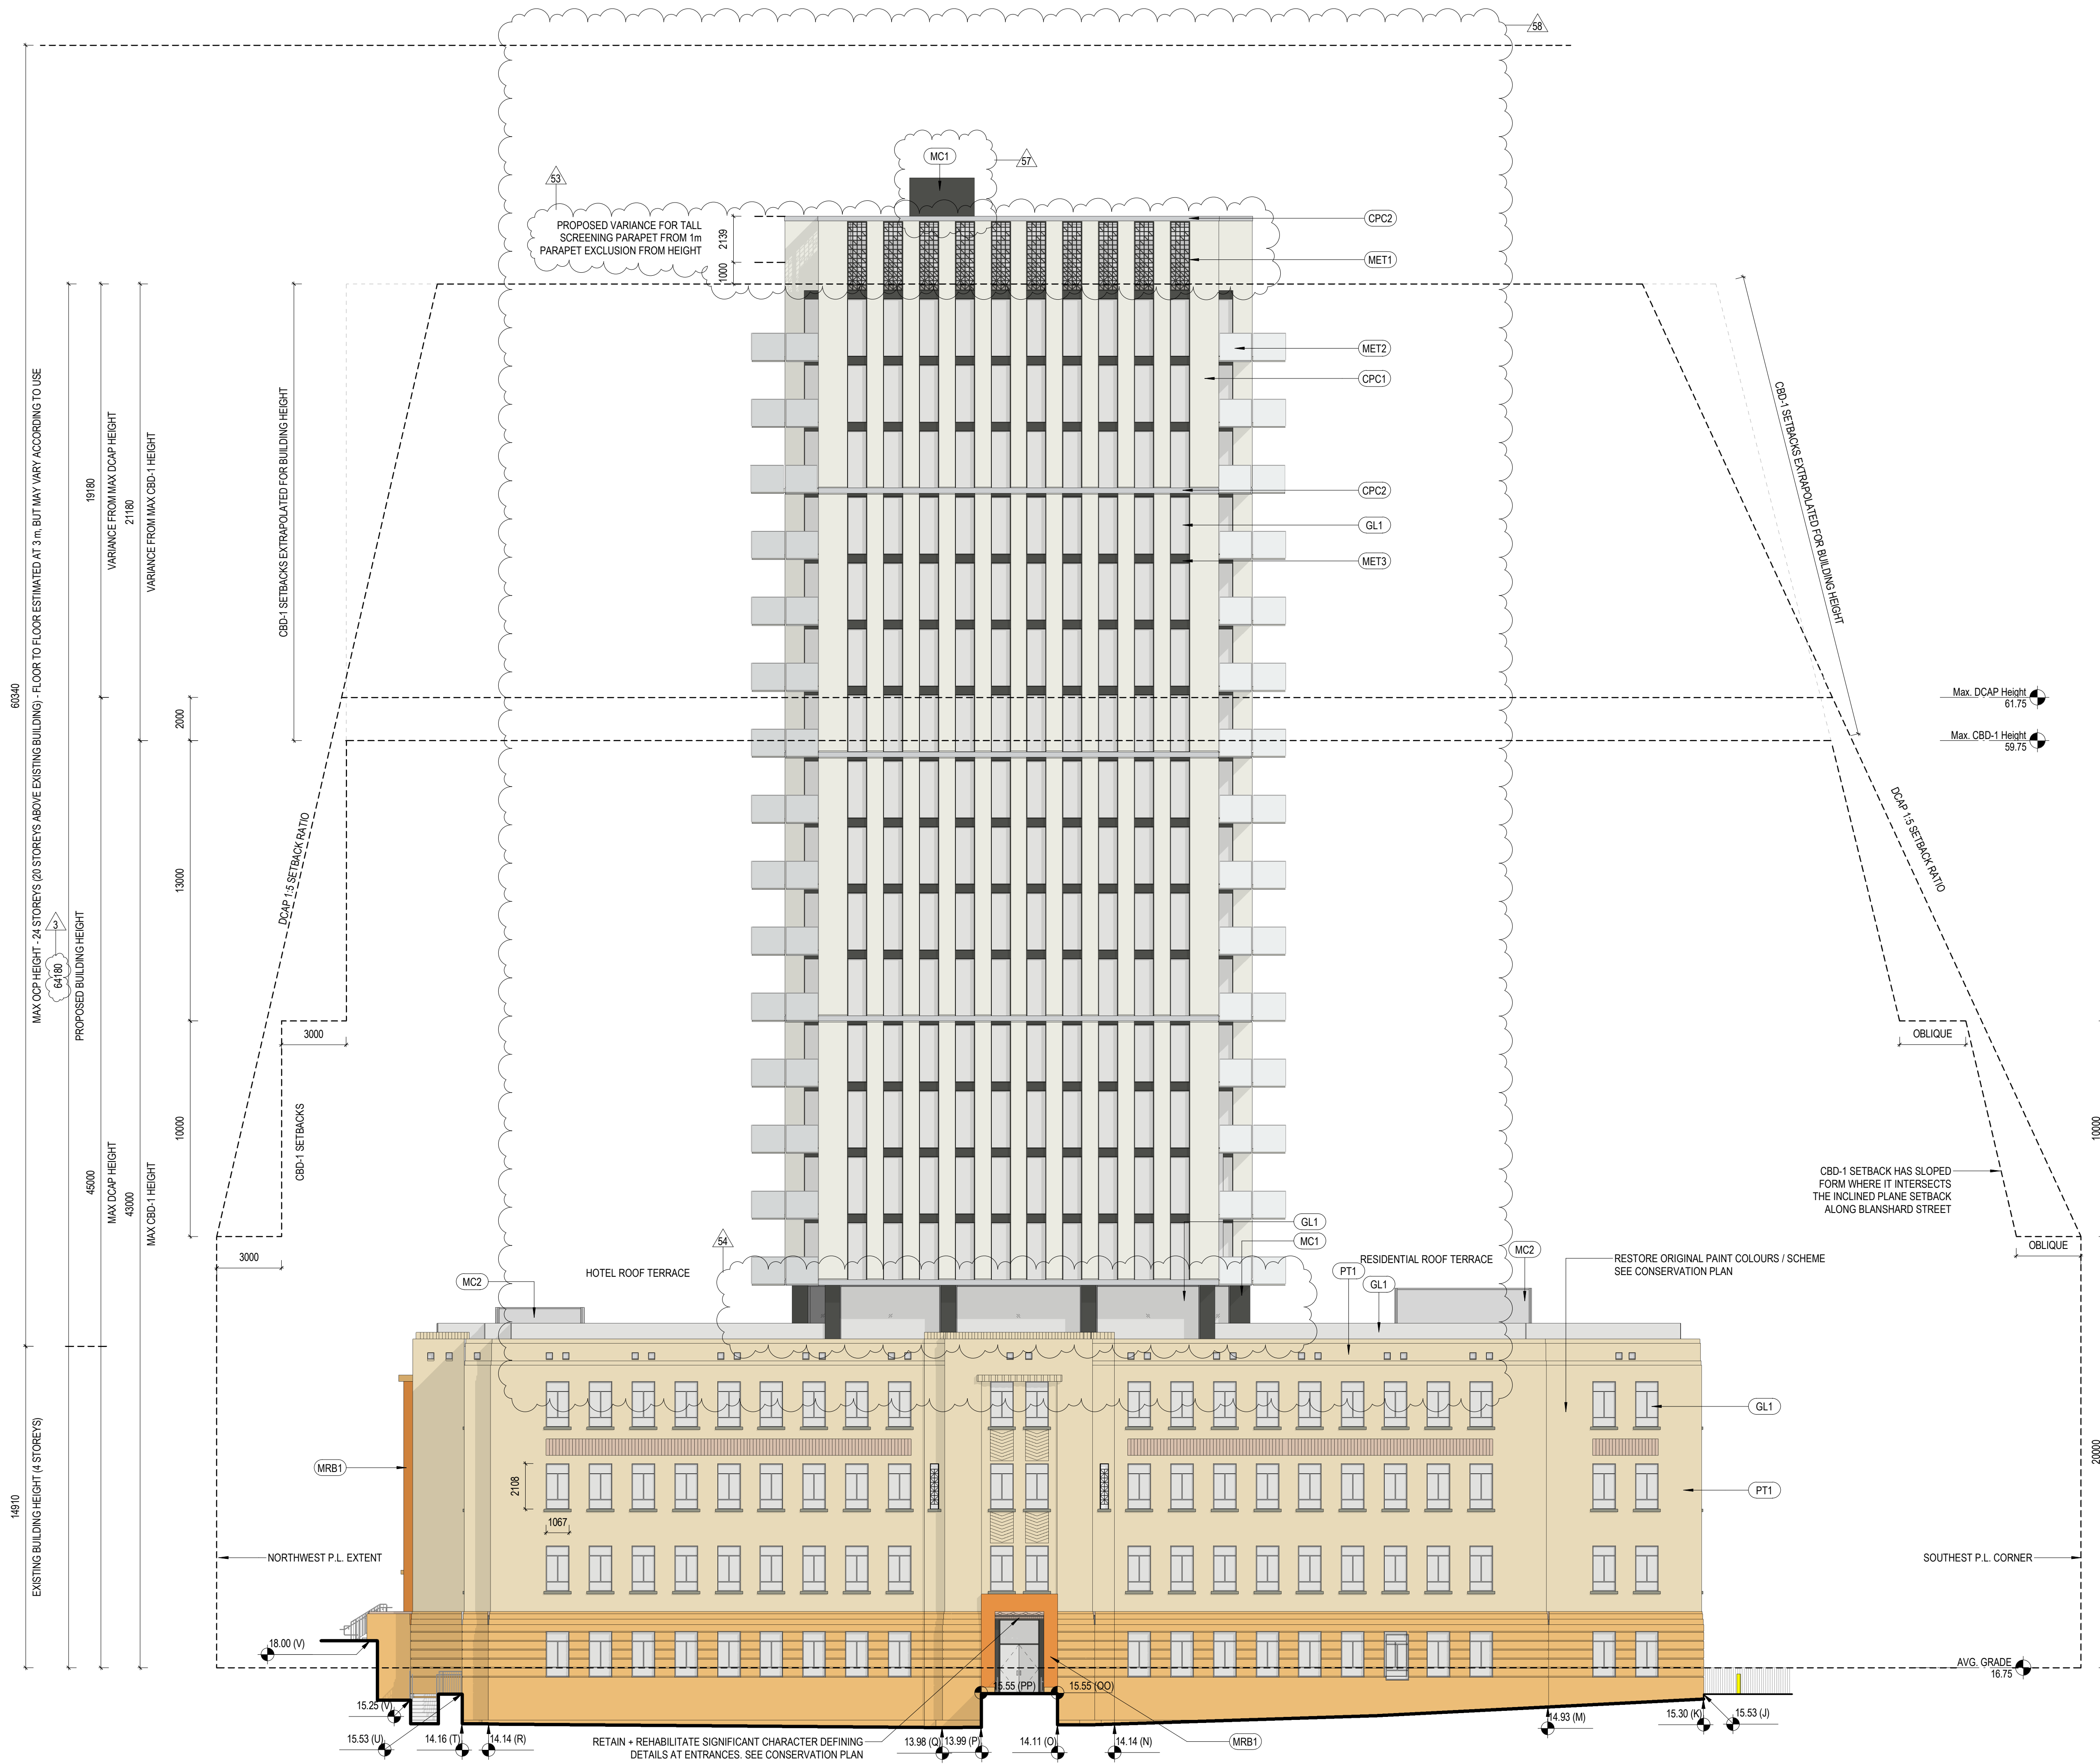 58
MC1
57
53
PROPOSED VARIANCE FOR TALL
SCREENING PARAPET FROM 1m
PARAPET EXCLUSION FROM HEIGHT
2139
1000
CPC2
MET1
MET2
CPC1
CPC2
GL1
MET3
60340
MAX OCP HEIGHT - 24 STOREYS (20 STOREYS ABOVE EXISTING BUILDING) - FLOOR TO FLOOR ESTIMATED AT 3 m, BUT MAY VARY ACCORDING TO USE
3
64180
PROPOSED BUILDING HEIGHT
19180
VARIANCE FROM MAX DCAP HEIGHT
21180
VARIANCE FROM MAX CBD-1 HEIGHT
CBD-1 SETBACKS EXTRAPOLATED FOR BUILDING HEIGHT
CBD-1 SETBACKS EXTRAPOLATED FOR BUILDING HEIGHT
Max. DCAP Height
61.75
Max. CBD-1 Height
59.75
2000
13000
DCAP 1:5 SETBACK RATIO
DCAP 1:5 SETBACK RATIO
3000
OBLIQUE
10000
CBD-1 SETBACKS
45000
MAX DCAP HEIGHT
43000
MAX CBD-1 HEIGHT
10000
CBD-1 SETBACK HAS SLOPED
FORM WHERE IT INTERSECTS
THE INCLINED PLANE SETBACK
ALONG BLANSHARD STREET
3000
OBLIQUE
54
HOTEL ROOF TERRACE
MC2
GL1
MC1
RESIDENTIAL ROOF TERRACE
PT1
GL1
MC2
RESTORE ORIGINAL PAINT COLOURS / SCHEME
SEE CONSERVATION PLAN
GL1
PT1
MRB1
2108
1067
14910
EXISTING BUILDING HEIGHT (4 STOREYS)
20000
NORTHWEST P.L. EXTENT
SOUTHEST P.L. CORNER
18.00 (V)
AVG. GRADE
16.75
15.25 (V)
15.53 (U)
14.16 (T)
14.14 (R)
RETAIN + REHABILITATE SIGNIFICANT CHARACTER DEFINING
DETAILS AT ENTRANCES. SEE CONSERVATION PLAN
13.98 (Q)
13.99 (P)
15.55 (PP)
15.55 (OO)
14.11 (O)
14.14 (N)
MRB1
14.93 (M)
15.30 (K)
15.53 (J)